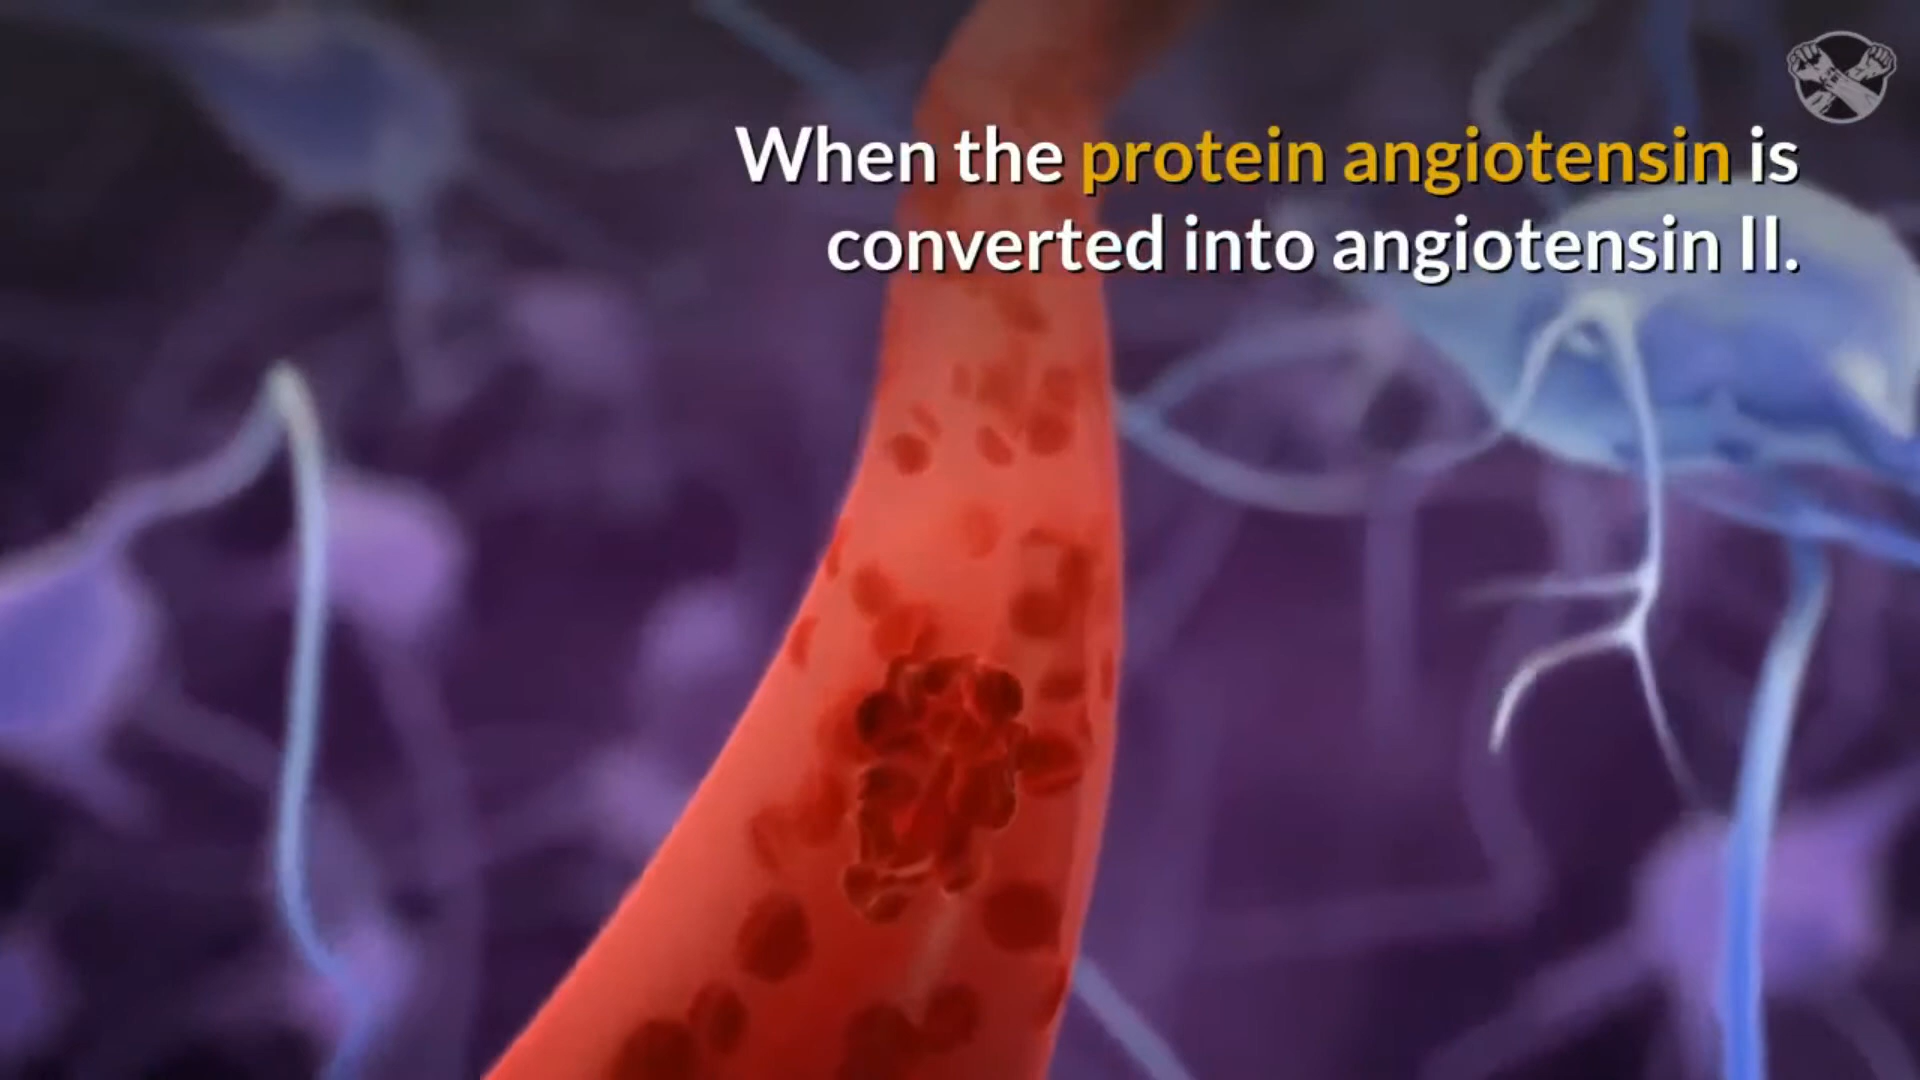 When the protein angiotensin is
converted into angiotensin II.